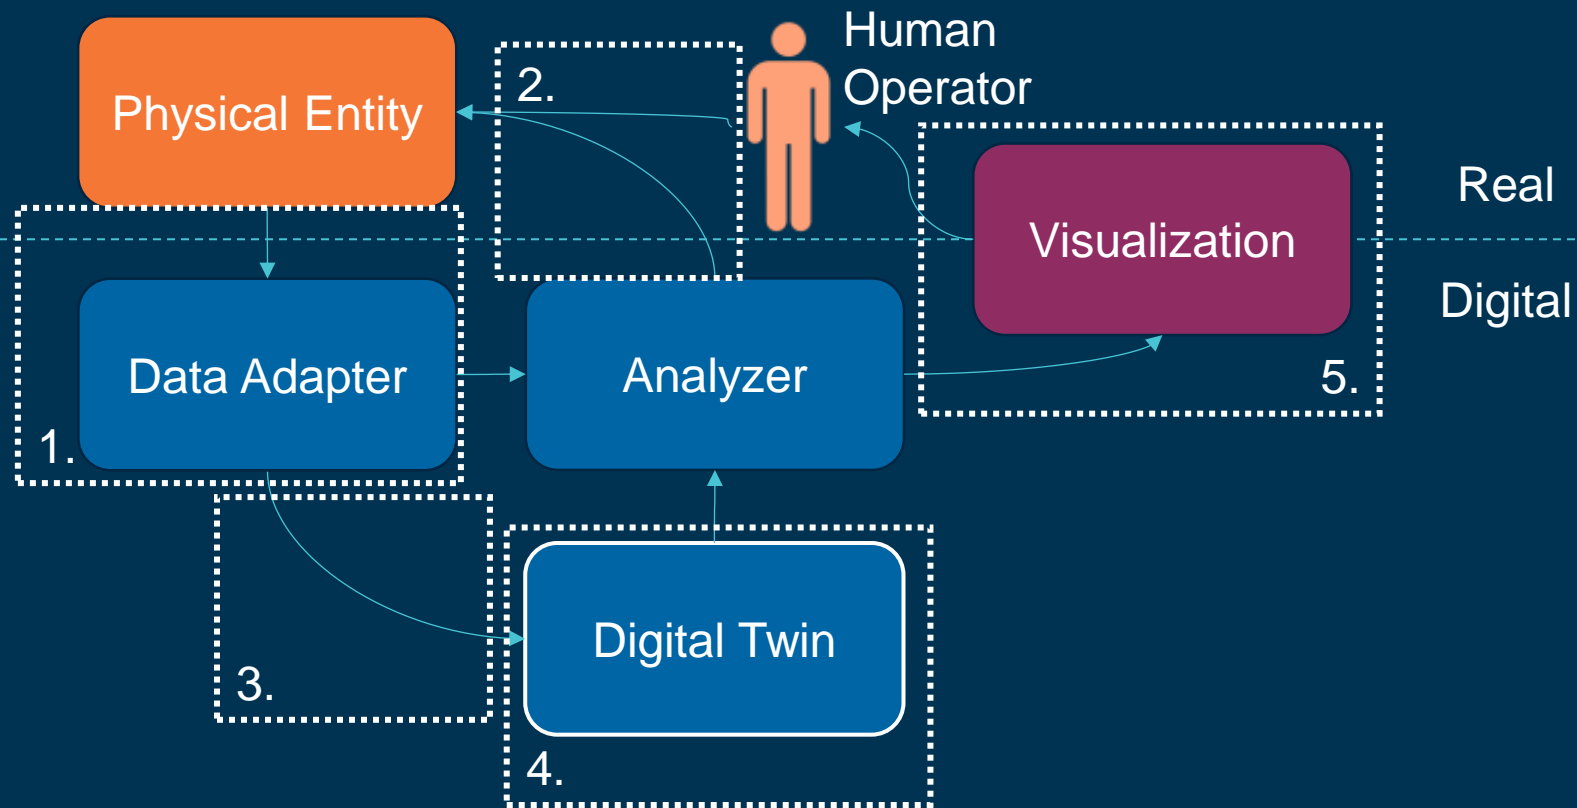 Human
Operator
Physical Entity
2.
Real
Visualization
Digital
Data Adapter
Analyzer
5.
1.
Digital Twin
3.
4.